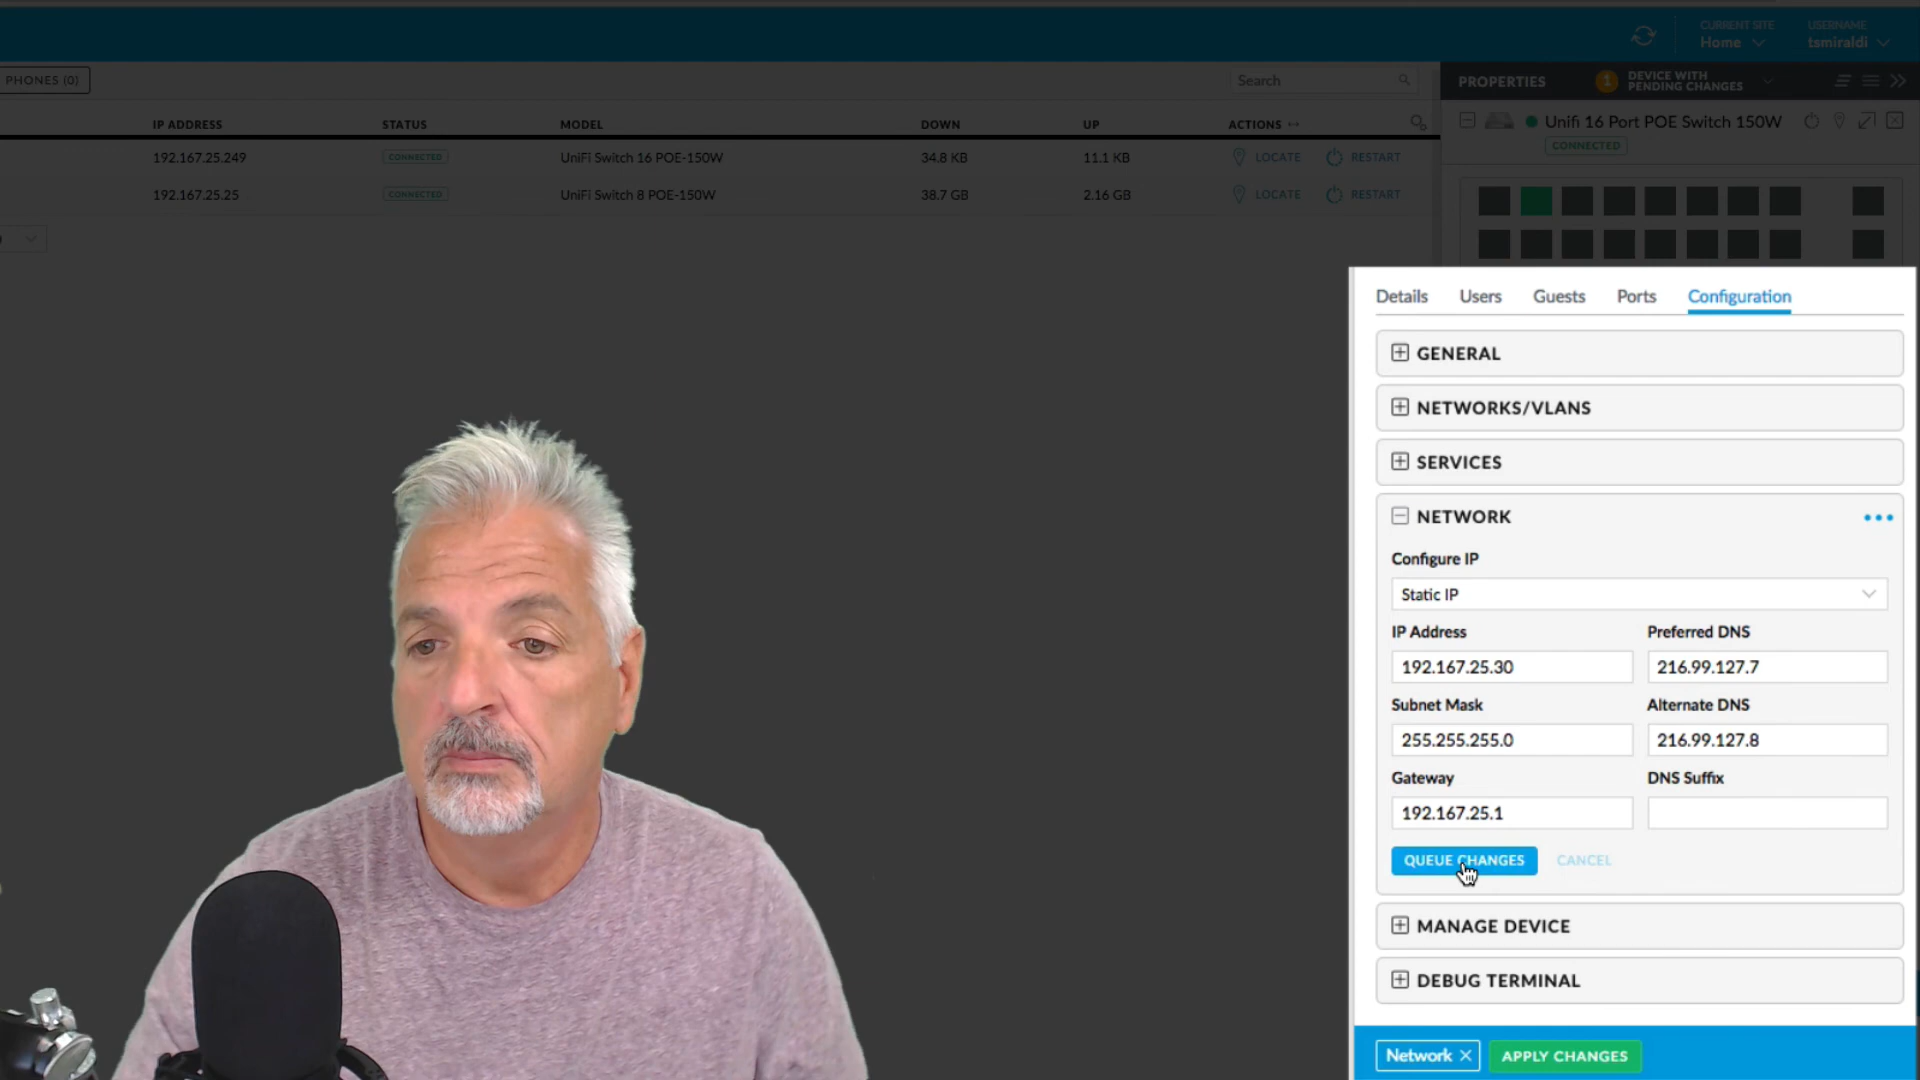 CURRENT SITE
Home
USERNAME
tsmiraldi
PHONES (0)
Search
PROPERTIES
1
DEVICE WITH
PENDING CHANGES
IP ADDRESS STATUS MODEL DOWN UP ACTIONS
192.167.25.249 CONNECTED UniFi Switch 16 POE-150W 34.8 KB 11.1 KB LOCATE RESTART
192.167.25.25 CONNECTED UniFi Switch 8 POE-150W 38.7 GB 2.16 GB LOCATE RESTART
Unifi 16 Port POE Switch 150W
CONNECTED
Details Users Guests Ports Configuration
GENERAL
NETWORKS/VLANS
SERVICES
NETWORK
Configure IP
Static IP
IP Address Preferred DNS
192.167.25.30 216.99.127.7
Subnet Mask Alternate DNS
255.255.255.0 216.99.127.8
Gateway DNS Suffix
192.167.25.1
QUEUE CHANGES CANCEL
MANAGE DEVICE
DEBUG TERMINAL
Network APPLY CHANGES